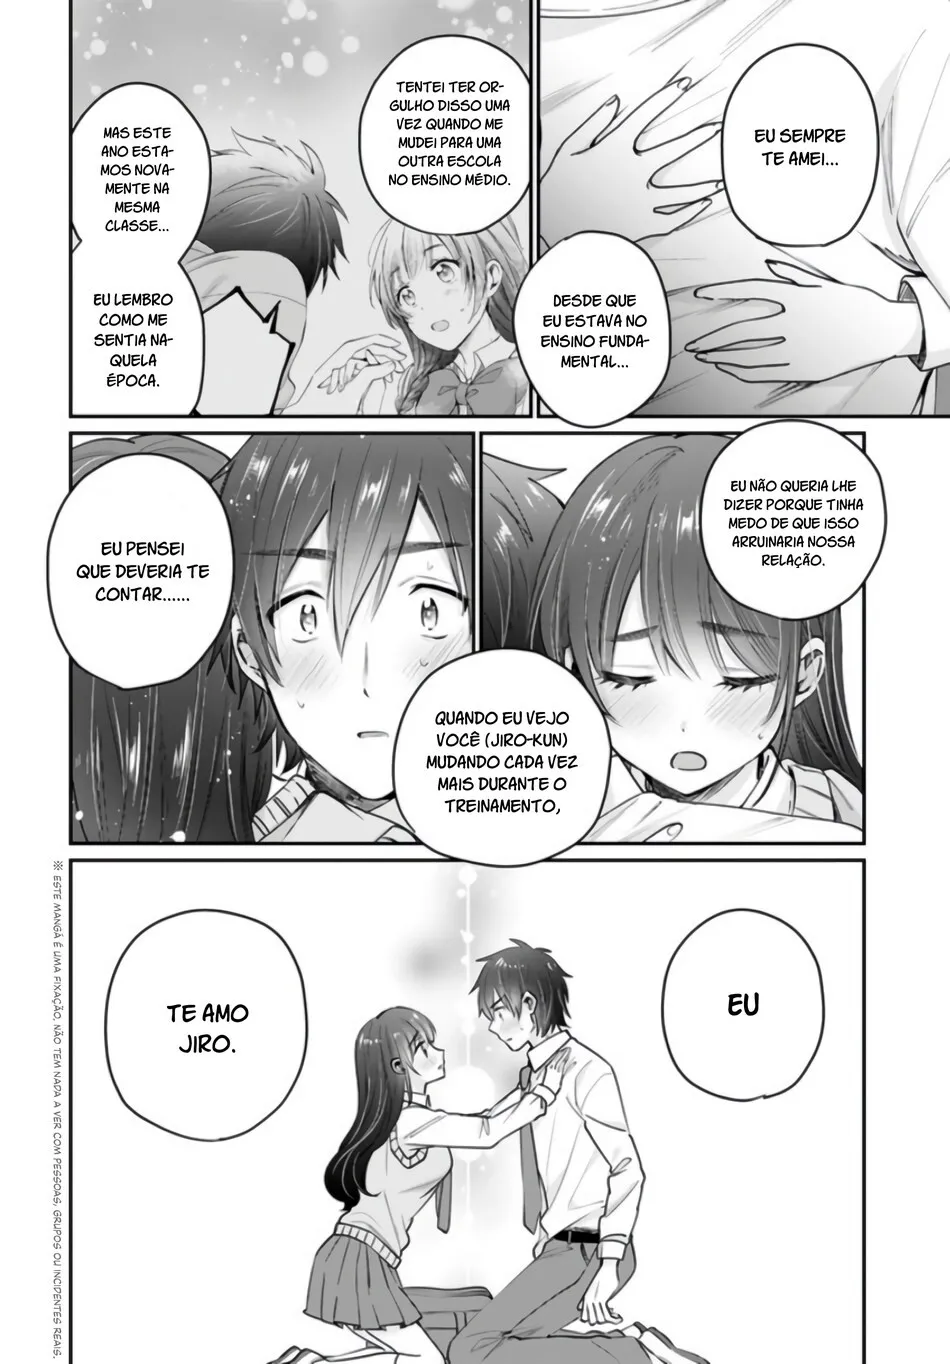 EU SEMPRE
TE AMEI...
DESDE QUE
EU ESTAVA NO
ENSINO FUNDA-
MENTAL...
TENTEI TER OR-
GULHO DISSO UMA
VEZ QUANDO ME
MUDEI PARA UMA
OUTRA ESCOLA
NO ENSINO MÉDIO.
MAS ESTE
ANO ESTA-
MOS NOVA-
MENTE NA
MESMA
CLASSE...
EU LEMBRO
COMO ME
SENTIA NA-
QUELA
ÉPOCA.
EU NÃO QUERIA LHE
DIZER PORQUE TINHA
MEDO DE QUE ISSO
ARRUINARIA NOSSA
RELAÇÃO.
QUANDO EU VEJO
VOCÊ (JIRO-KUN)
MUDANDO CADA VEZ
MAIS DURANTE O
TREINAMENTO,
EU PENSEI
QUE DEVERIA TE
CONTAR......
EU
TE AMO
JIRO.
※ ESTE MANGÁ É UMA FIXAÇÃO, NÃO TEM NADA A VER COM PESSOAS, GRUPOS OU INCIDENTES REAIS.